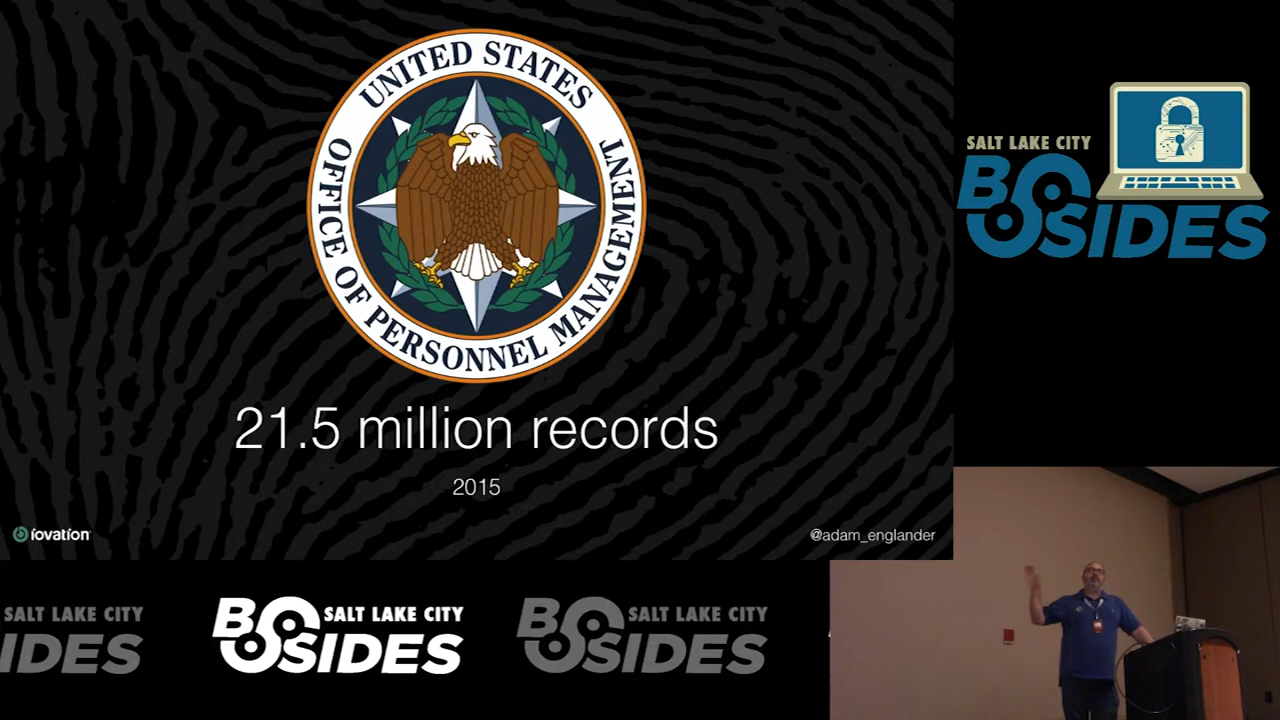 UNITED STATES
OFFICE OF PERSONNEL MANAGEMENT
21.5 million records
2015
iovation
@adam_englander
SALT LAKE CITY
BSIDES
SALT LAKE CITY
IDES
BSIDES
SALT LAKE CITY
BSIDES
SALT LAKE CITY